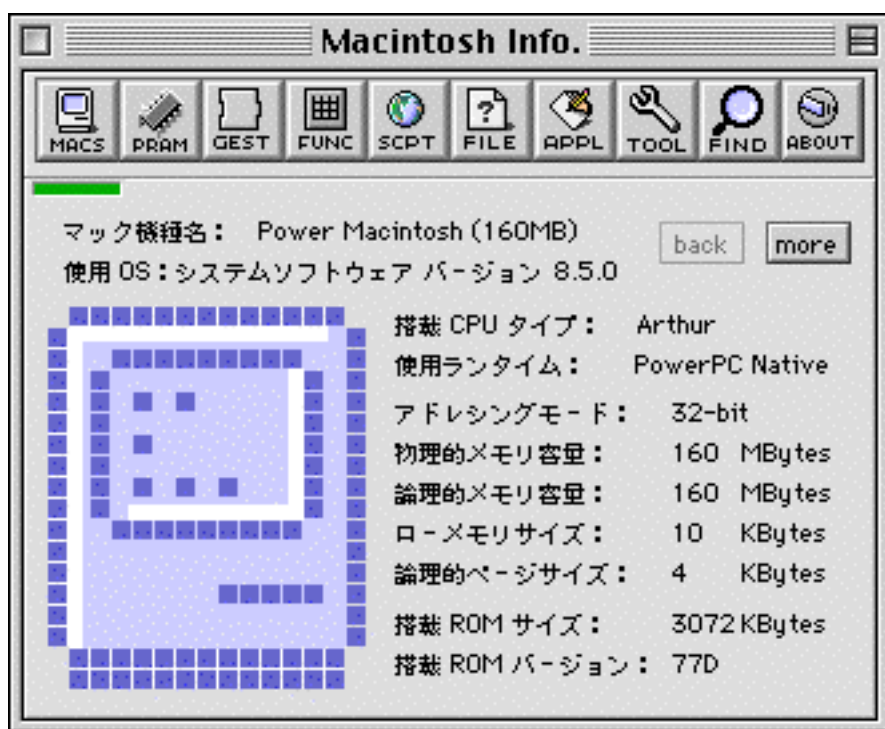 Macintosh Info.
MACS PRAM GEST FUNC SCPT FILE APPL TOOL FIND ABOUT
マック機種名： Power Macintosh (160MB)
back more
使用 OS：システムソフトウェア バージョン 8.5.0
搭載 CPU タイプ： Arthur
使用ランタイム： PowerPC Native
アドレシングモード： 32-bit
物理的メモリ容量： 160 MBytes
論理的メモリ容量： 160 MBytes
ローメモリサイズ： 10 KBytes
論理的ページサイズ： 4 KBytes
搭載 ROM サイズ： 3072 KBytes
搭載 ROM バージョン： 77D